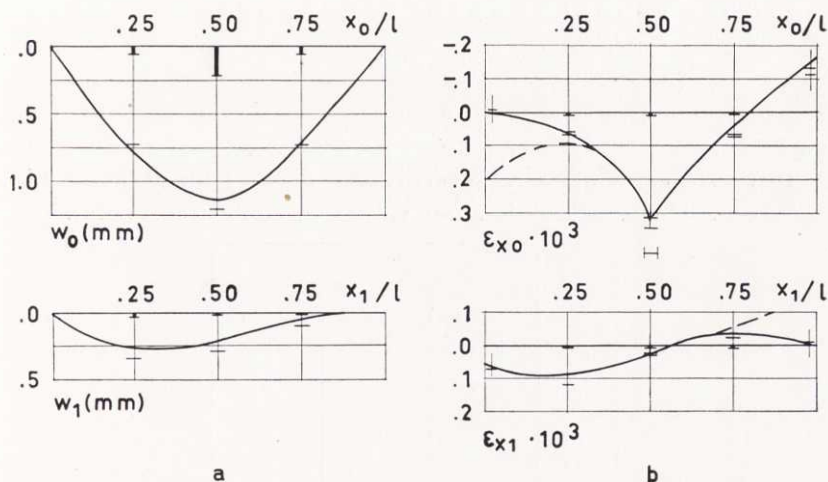 .25 .50 .75 x₀/l
.0
.5
1.0
w₀(mm)
.25 .50 .75 x₁/l
.0
.5
w₁(mm)
a
.25 .50 .75 x₀/l
-.2
-.1
.0
.1
.2
.3
εx0 · 10³
.25 .50 .75 x₁/l
.1
.0
.1
.2
εx1 · 10³
b